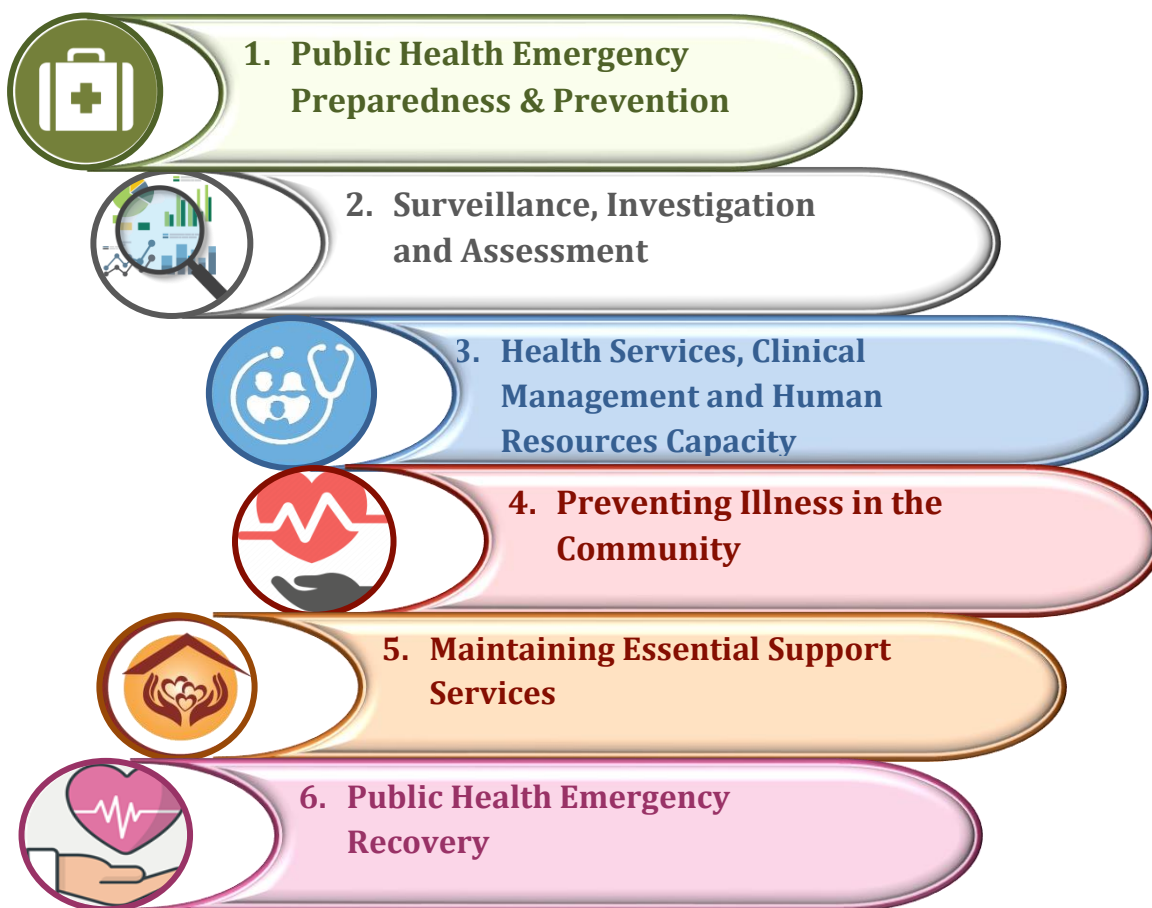 1. Public Health Emergency
Preparedness & Prevention
2. Surveillance, Investigation
and Assessment
3. Health Services, Clinical
Management and Human
Resources Capacity
4. Preventing Illness in the
Community
5. Maintaining Essential Support
Services
6. Public Health Emergency
Recovery